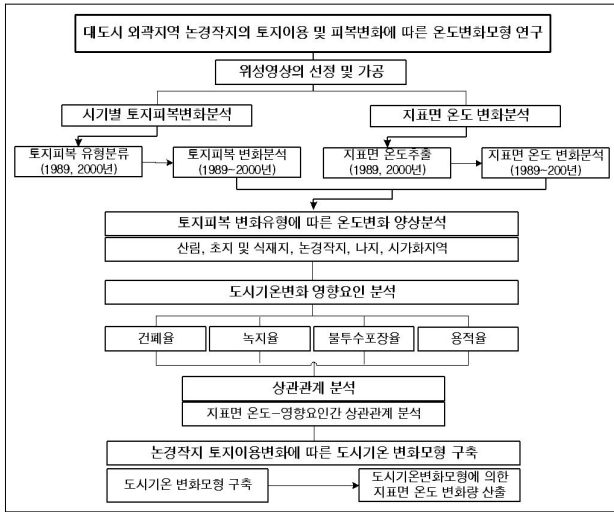 대도시 외곽지역 논경작지의 토지이용 및 피복변화에 따른 온도변화모형 연구
위성영상의 선정 및 가공
시기별 토지피복변화분석
지표면 온도 변화분석
토지피복 유형분류
(1989, 2000년)
토지피복 변화분석
(1989~2000년)
지표면 온도추출
(1989, 2000년)
지표면 온도 변화분석
(1989~200년)
토지피복 변화유형에 따른 온도변화 양상분석
산림, 초지 및 식재지, 논경작지, 나지, 시가화지역
도시기온변화 영향요인 분석
건폐율
녹지율
불투수포장율
용적율
상관관계 분석
지표면 온도-영향요인간 상관관계 분석
논경작지 토지이용변화에 따른 도시기온 변화모형 구축
도시기온 변화모형 구축
도시기온변화모형에 의한
지표면 온도 변화량 산출